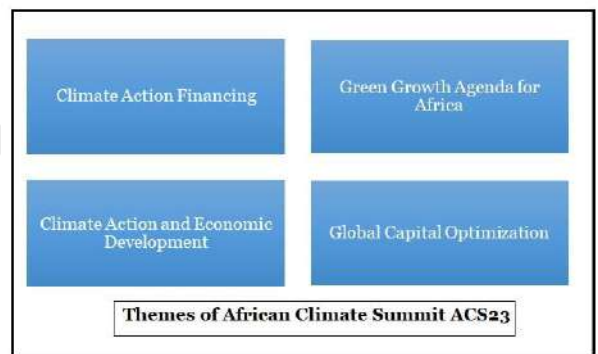 Climate Action Financing
Green Growth Agenda for
Africa
Climate Action and Economic
Development
Global Capital Optimization
Themes of African Climate Summit ACS23